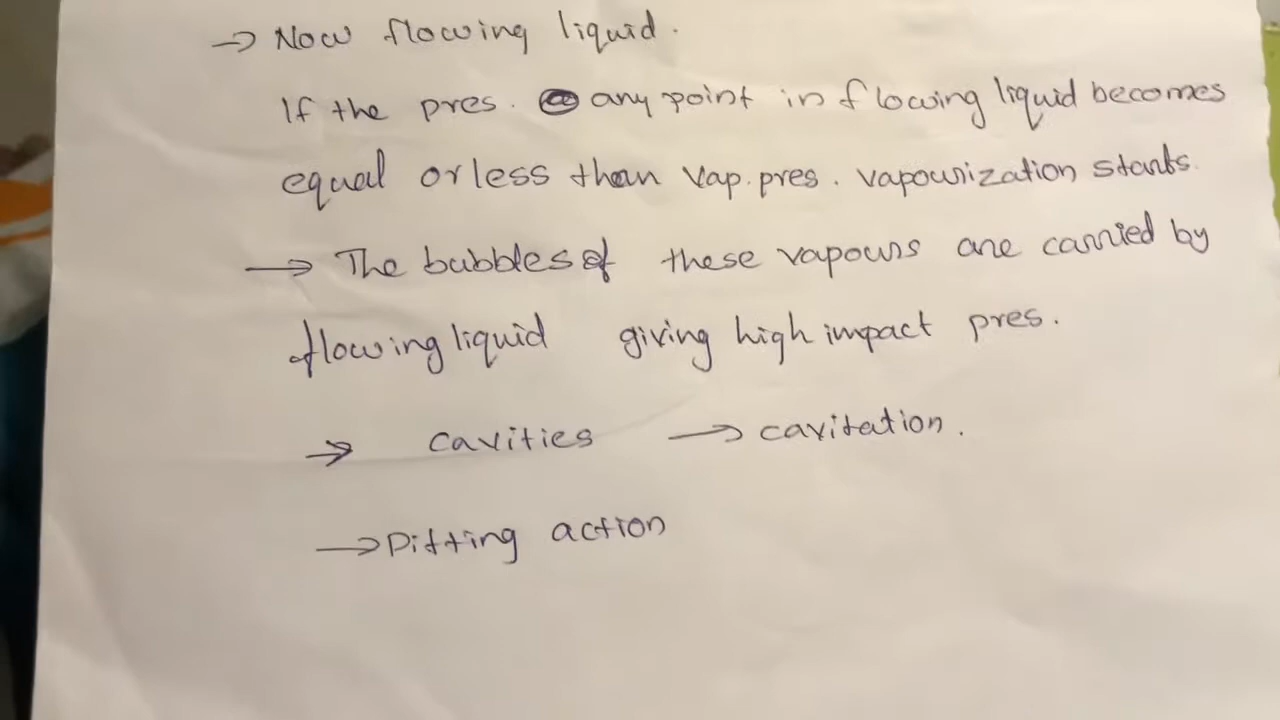 → Now flowing liquid.
If the pres. @ any point in flowing liquid becomes
equal or less than vap. pres. vapourization starts.
→ The bubbles of these vapours are carried by
flowing liquid giving high impact pres.
→ cavities → cavitation.
→ Pitting action